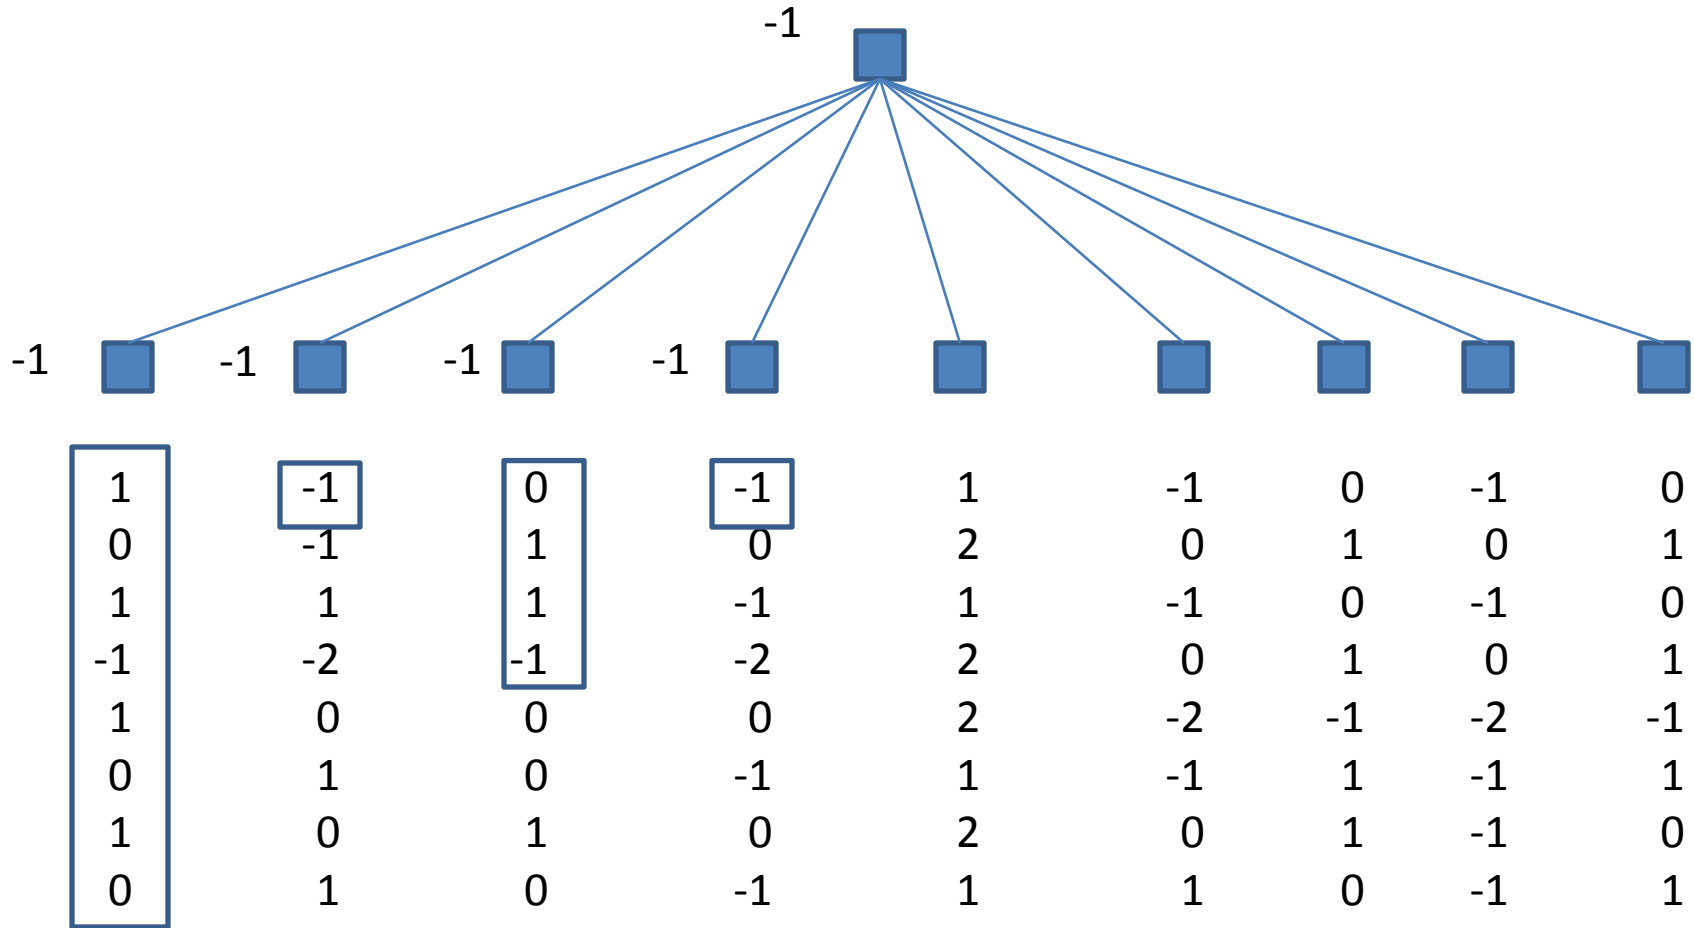 -1
-1 -1 -1 -1
1 -1 0 -1 1 -1 0 -1 0
0 -1 1 0 2 0 1 0 1
1 1 1 -1 1 -1 0 -1 0
-1 -2 -1 -2 2 0 1 0 1
1 0 0 0 2 -2 -1 -2 -1
0 1 0 -1 1 -1 1 -1 1
1 0 1 0 2 0 1 -1 0
0 1 0 -1 1 1 0 -1 1